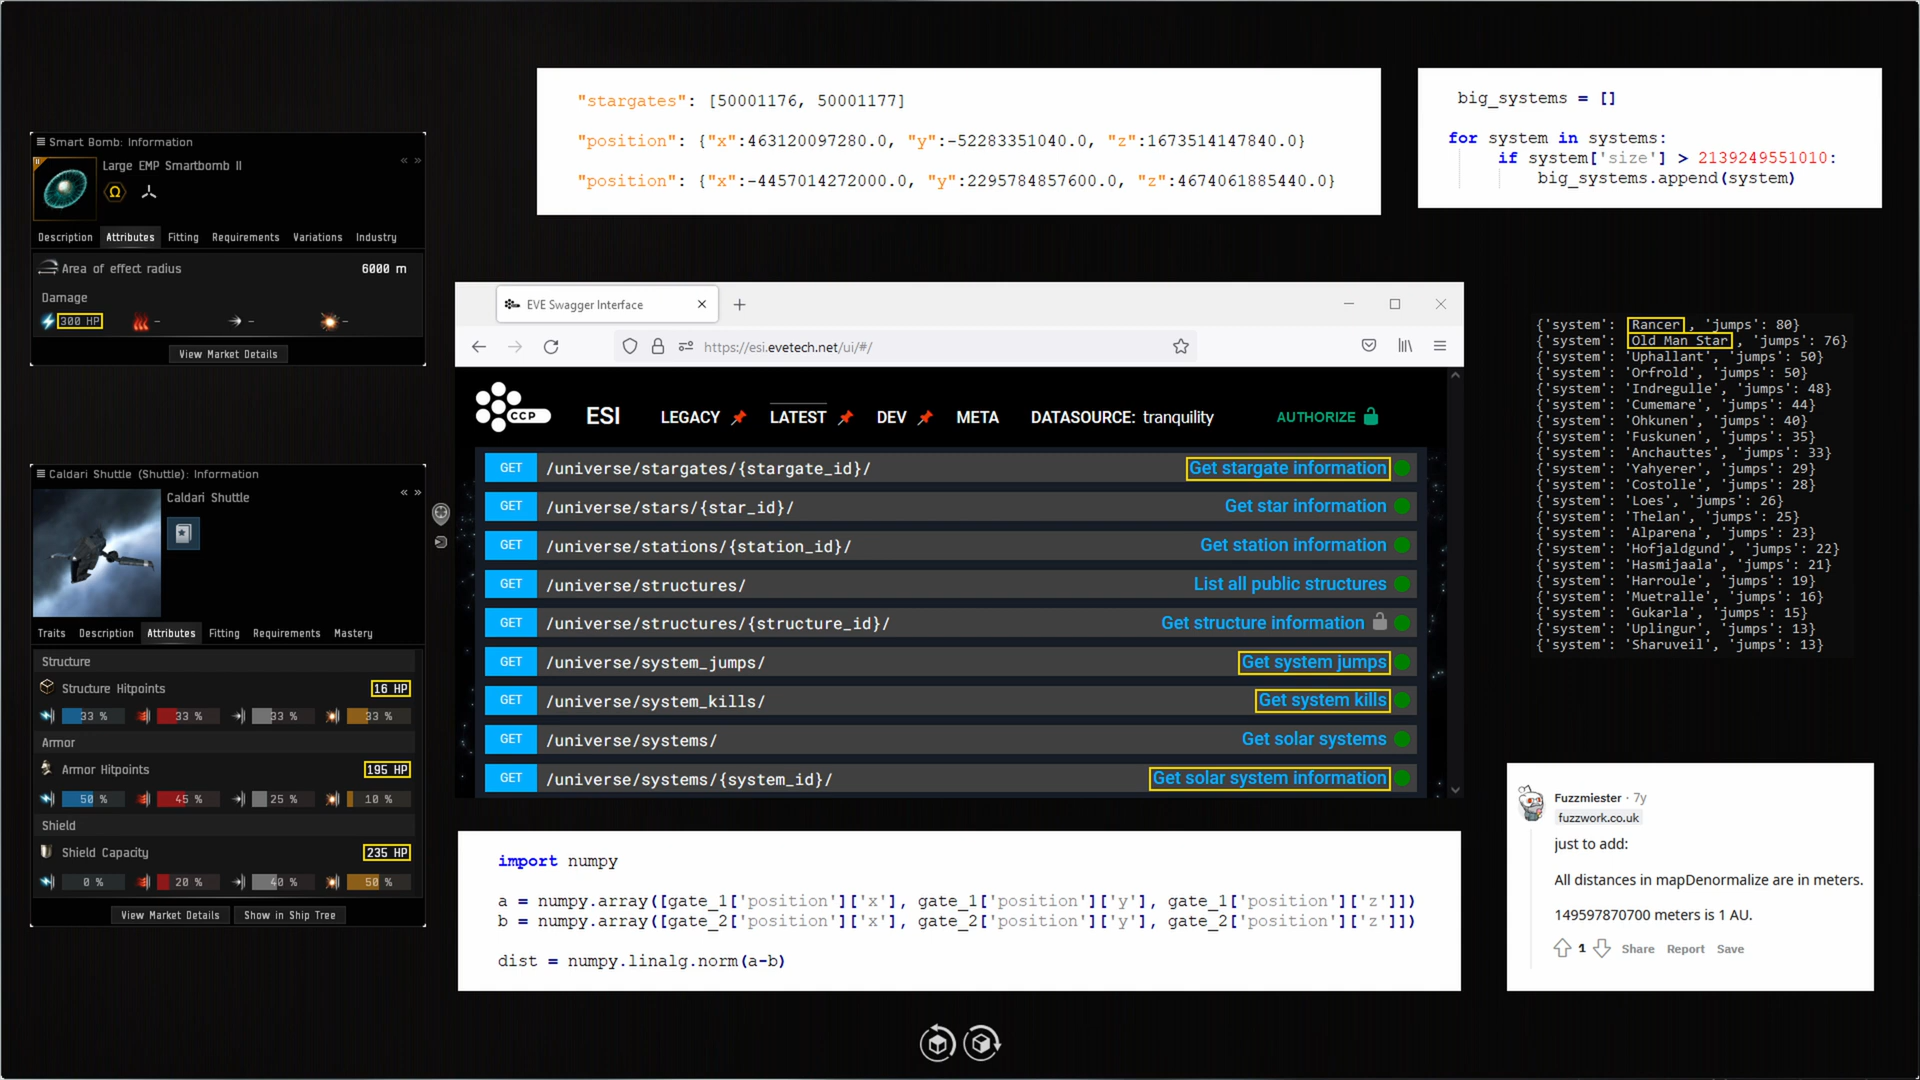 Smart Bomb: Information
Large EMP Smartbomb II
Description Attributes Fitting Requirements Variations Industry
Area of effect radius 6000 m
Damage
300 HP - - -
View Market Details
Caldari Shuttle (Shuttle): Information
Caldari Shuttle
Traits Description Attributes Fitting Requirements Mastery
Structure
Structure Hitpoints 16 HP
33 % 33 % 33 % 33 %
Armor
Armor Hitpoints 195 HP
50 % 45 % 25 % 10 %
Shield
Shield Capacity 235 HP
0 % 20 % 40 % 50 %
View Market Details Show in Ship Tree
"stargates": [50001176, 50001177]
"position": {"x":463120097280.0, "y":-52283351040.0, "z":1673514147840.0}
"position": {"x":-4457014272000.0, "y":2295784857600.0, "z":4674061885440.0}
EVE Swagger Interface
https://esi.evetech.net/ui/#/
CCP ESI LEGACY LATEST DEV META DATASOURCE: tranquility AUTHORIZE
GET /universe/stargates/{stargate_id}/ Get stargate information
GET /universe/stars/{star_id}/ Get star information
GET /universe/stations/{station_id}/ Get station information
GET /universe/structures/ List all public structures
GET /universe/structures/{structure_id}/ Get structure information
GET /universe/system_jumps/ Get system jumps
GET /universe/system_kills/ Get system kills
GET /universe/systems/ Get solar systems
GET /universe/systems/{system_id}/ Get solar system information
import numpy
a = numpy.array([gate_1['position']['x'], gate_1['position']['y'], gate_1['position']['z']])
b = numpy.array([gate_2['position']['x'], gate_2['position']['y'], gate_2['position']['z']])
dist = numpy.linalg.norm(a-b)
big_systems = []
for system in systems:
if system['size'] > 2139249551010:
big_systems.append(system)
{'system': Rancer, 'jumps': 80}
{'system': Old Man Star, 'jumps': 76}
{'system': 'Uphallant', 'jumps': 50}
{'system': 'Orfrold', 'jumps': 50}
{'system': 'Indregulle', 'jumps': 48}
{'system': 'Cumemare', 'jumps': 44}
{'system': 'Ohkunen', 'jumps': 40}
{'system': 'Fuskunen', 'jumps': 35}
{'system': 'Anchauttes', 'jumps': 33}
{'system': 'Yahyerer', 'jumps': 29}
{'system': 'Costolle', 'jumps': 28}
{'system': 'Loes', 'jumps': 26}
{'system': 'Thelan', 'jumps': 25}
{'system': 'Alparena', 'jumps': 23}
{'system': 'Hofjaldgund', 'jumps': 22}
{'system': 'Hasmijaala', 'jumps': 21}
{'system': 'Harroule', 'jumps': 19}
{'system': 'Muetralle', 'jumps': 16}
{'system': 'Gukarla', 'jumps': 15}
{'system': 'Uplingur', 'jumps': 13}
{'system': 'Sharuveil', 'jumps': 13}
Fuzzmiester · 7y
fuzzwork.co.uk
just to add:
All distances in mapDenormalize are in meters.
149597870700 meters is 1 AU.
1 Share Report Save